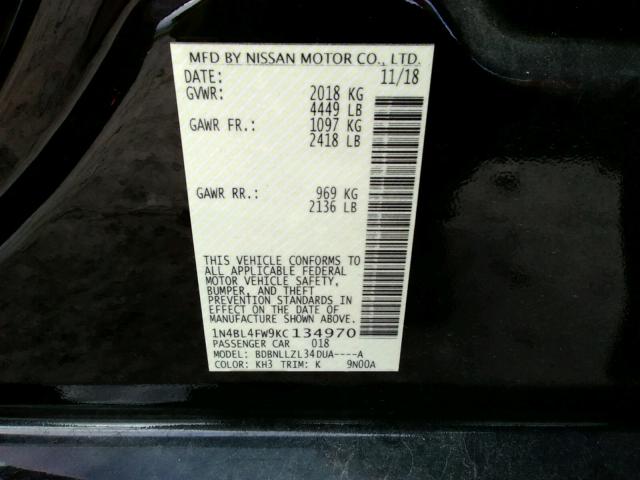 MFD BY NISSAN MOTOR CO., LTD.
DATE: 11/18
GVWR: 2018 KG
4449 LB
GAWR FR.: 1097 KG
2418 LB
GAWR RR.: 969 KG
2136 LB
THIS VEHICLE CONFORMS TO
ALL APPLICABLE FEDERAL
MOTOR VEHICLE SAFETY,
BUMPER, AND THEFT
PREVENTION STANDARDS IN
EFFECT ON THE DATE OF
MANUFACTURE SHOWN ABOVE.
1N4BL4FW9KC134970
PASSENGER CAR 018
MODEL: BDBNLLZL34DUA----A
COLOR: KH3 TRIM: K 9N00A